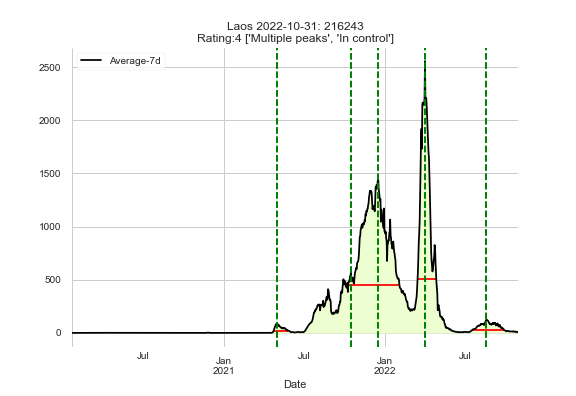 Laos 2022-10-31: 216243
Rating:4 ['Multiple peaks', 'In control']
Average-7d
2500
2000
1500
1000
500
0
Jul
Jan
2021
Jul
Jan
2022
Jul
Date